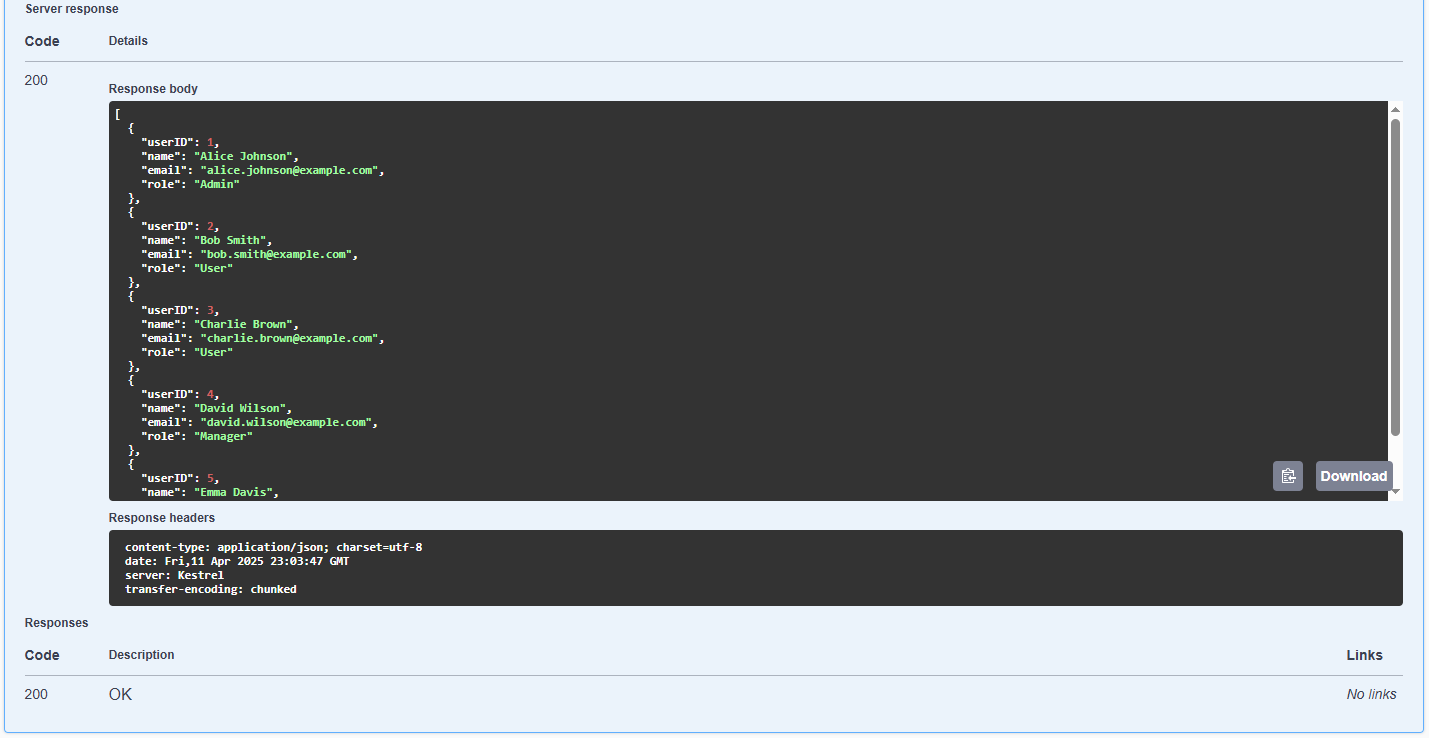 Server response
Code Details
200
Response body
[
  {
    "userID": 1,
    "name": "Alice Johnson",
    "email": "alice.johnson@example.com",
    "role": "Admin"
  },
  {
    "userID": 2,
    "name": "Bob Smith",
    "email": "bob.smith@example.com",
    "role": "User"
  },
  {
    "userID": 3,
    "name": "Charlie Brown",
    "email": "charlie.brown@example.com",
    "role": "User"
  },
  {
    "userID": 4,
    "name": "David Wilson",
    "email": "david.wilson@example.com",
    "role": "Manager"
  },
  {
    "userID": 5,
    "name": "Emma Davis",
Download
Response headers
content-type: application/json; charset=utf-8
date: Fri,11 Apr 2025 23:03:47 GMT
server: Kestrel
transfer-encoding: chunked
Responses
Code Description Links
200 OK No links